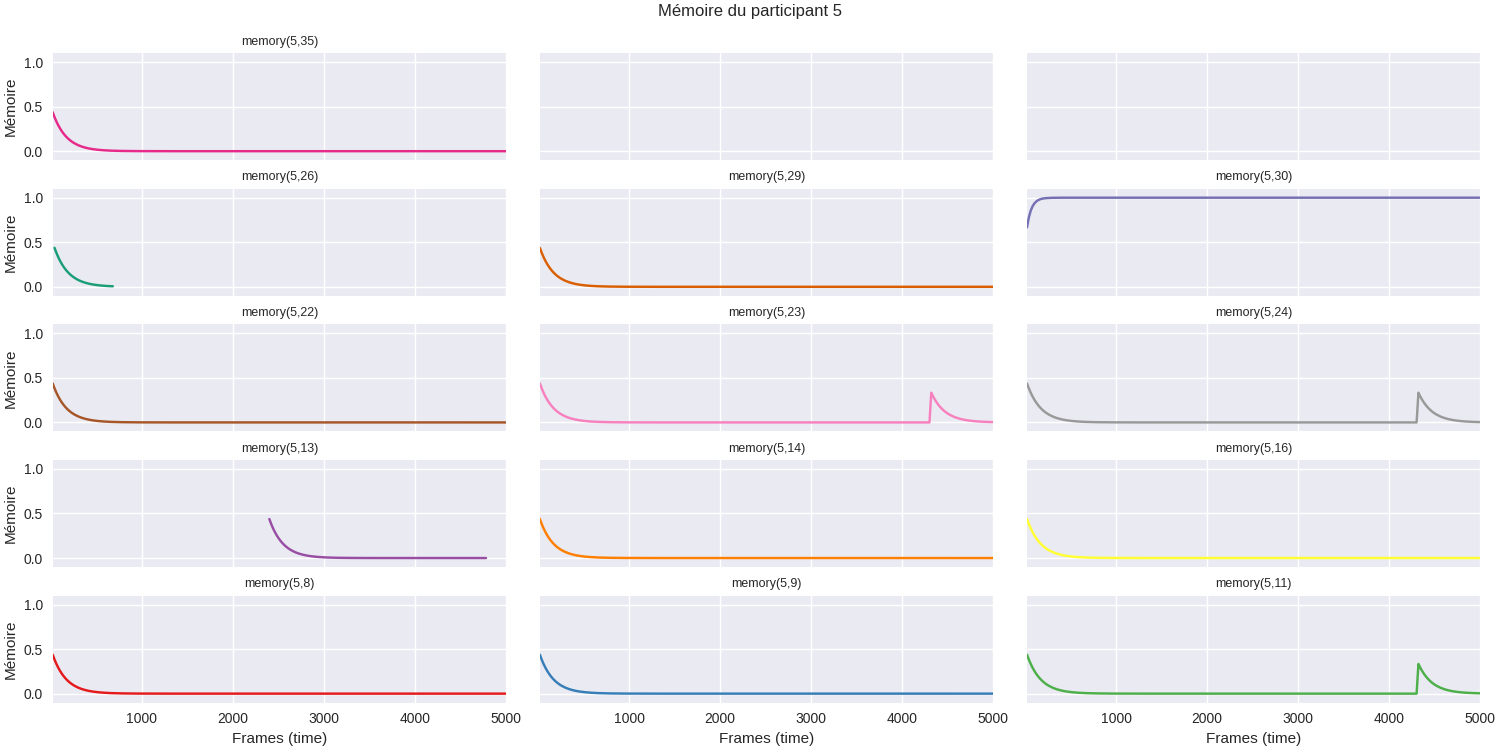 Mémoire du participant 5
memory(5,35)
1.0
0.5
0.0
Mémoire
1000 2000 3000 4000 5000
memory(5,26) memory(5,29) memory(5,30)
1.0
0.5
0.0
Mémoire
memory(5,22) memory(5,23) memory(5,24)
1.0
0.5
0.0
Mémoire
memory(5,13) memory(5,14) memory(5,16)
1.0
0.5
0.0
Mémoire
memory(5,8) memory(5,9) memory(5,11)
1.0
0.5
0.0
Mémoire
1000 2000 3000 4000 5000 1000 2000 3000 4000 5000 1000 2000 3000 4000 5000
Frames (time) Frames (time) Frames (time)